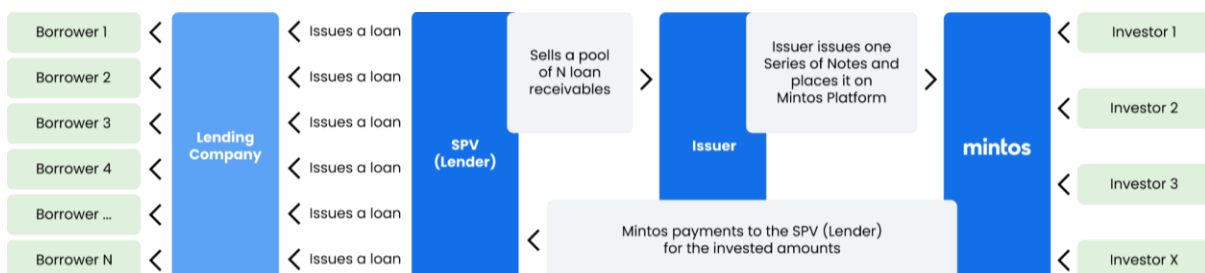 Borrower 1
Borrower 2
Borrower 3
Borrower 4
Borrower ...
Borrower N
Lending
Company
Issues a loan
Issues a loan
Issues a loan
Issues a loan
Issues a loan
Issues a loan
SPV
(Lender)
Sells a pool
of N loan
receivables
Issuer
Issuer issues one
Series of Notes and
places it on
Mintos Platform
Mintos payments to the SPV (Lender)
for the invested amounts
mintos
Investor 1
Investor 2
Investor 3
Investor X